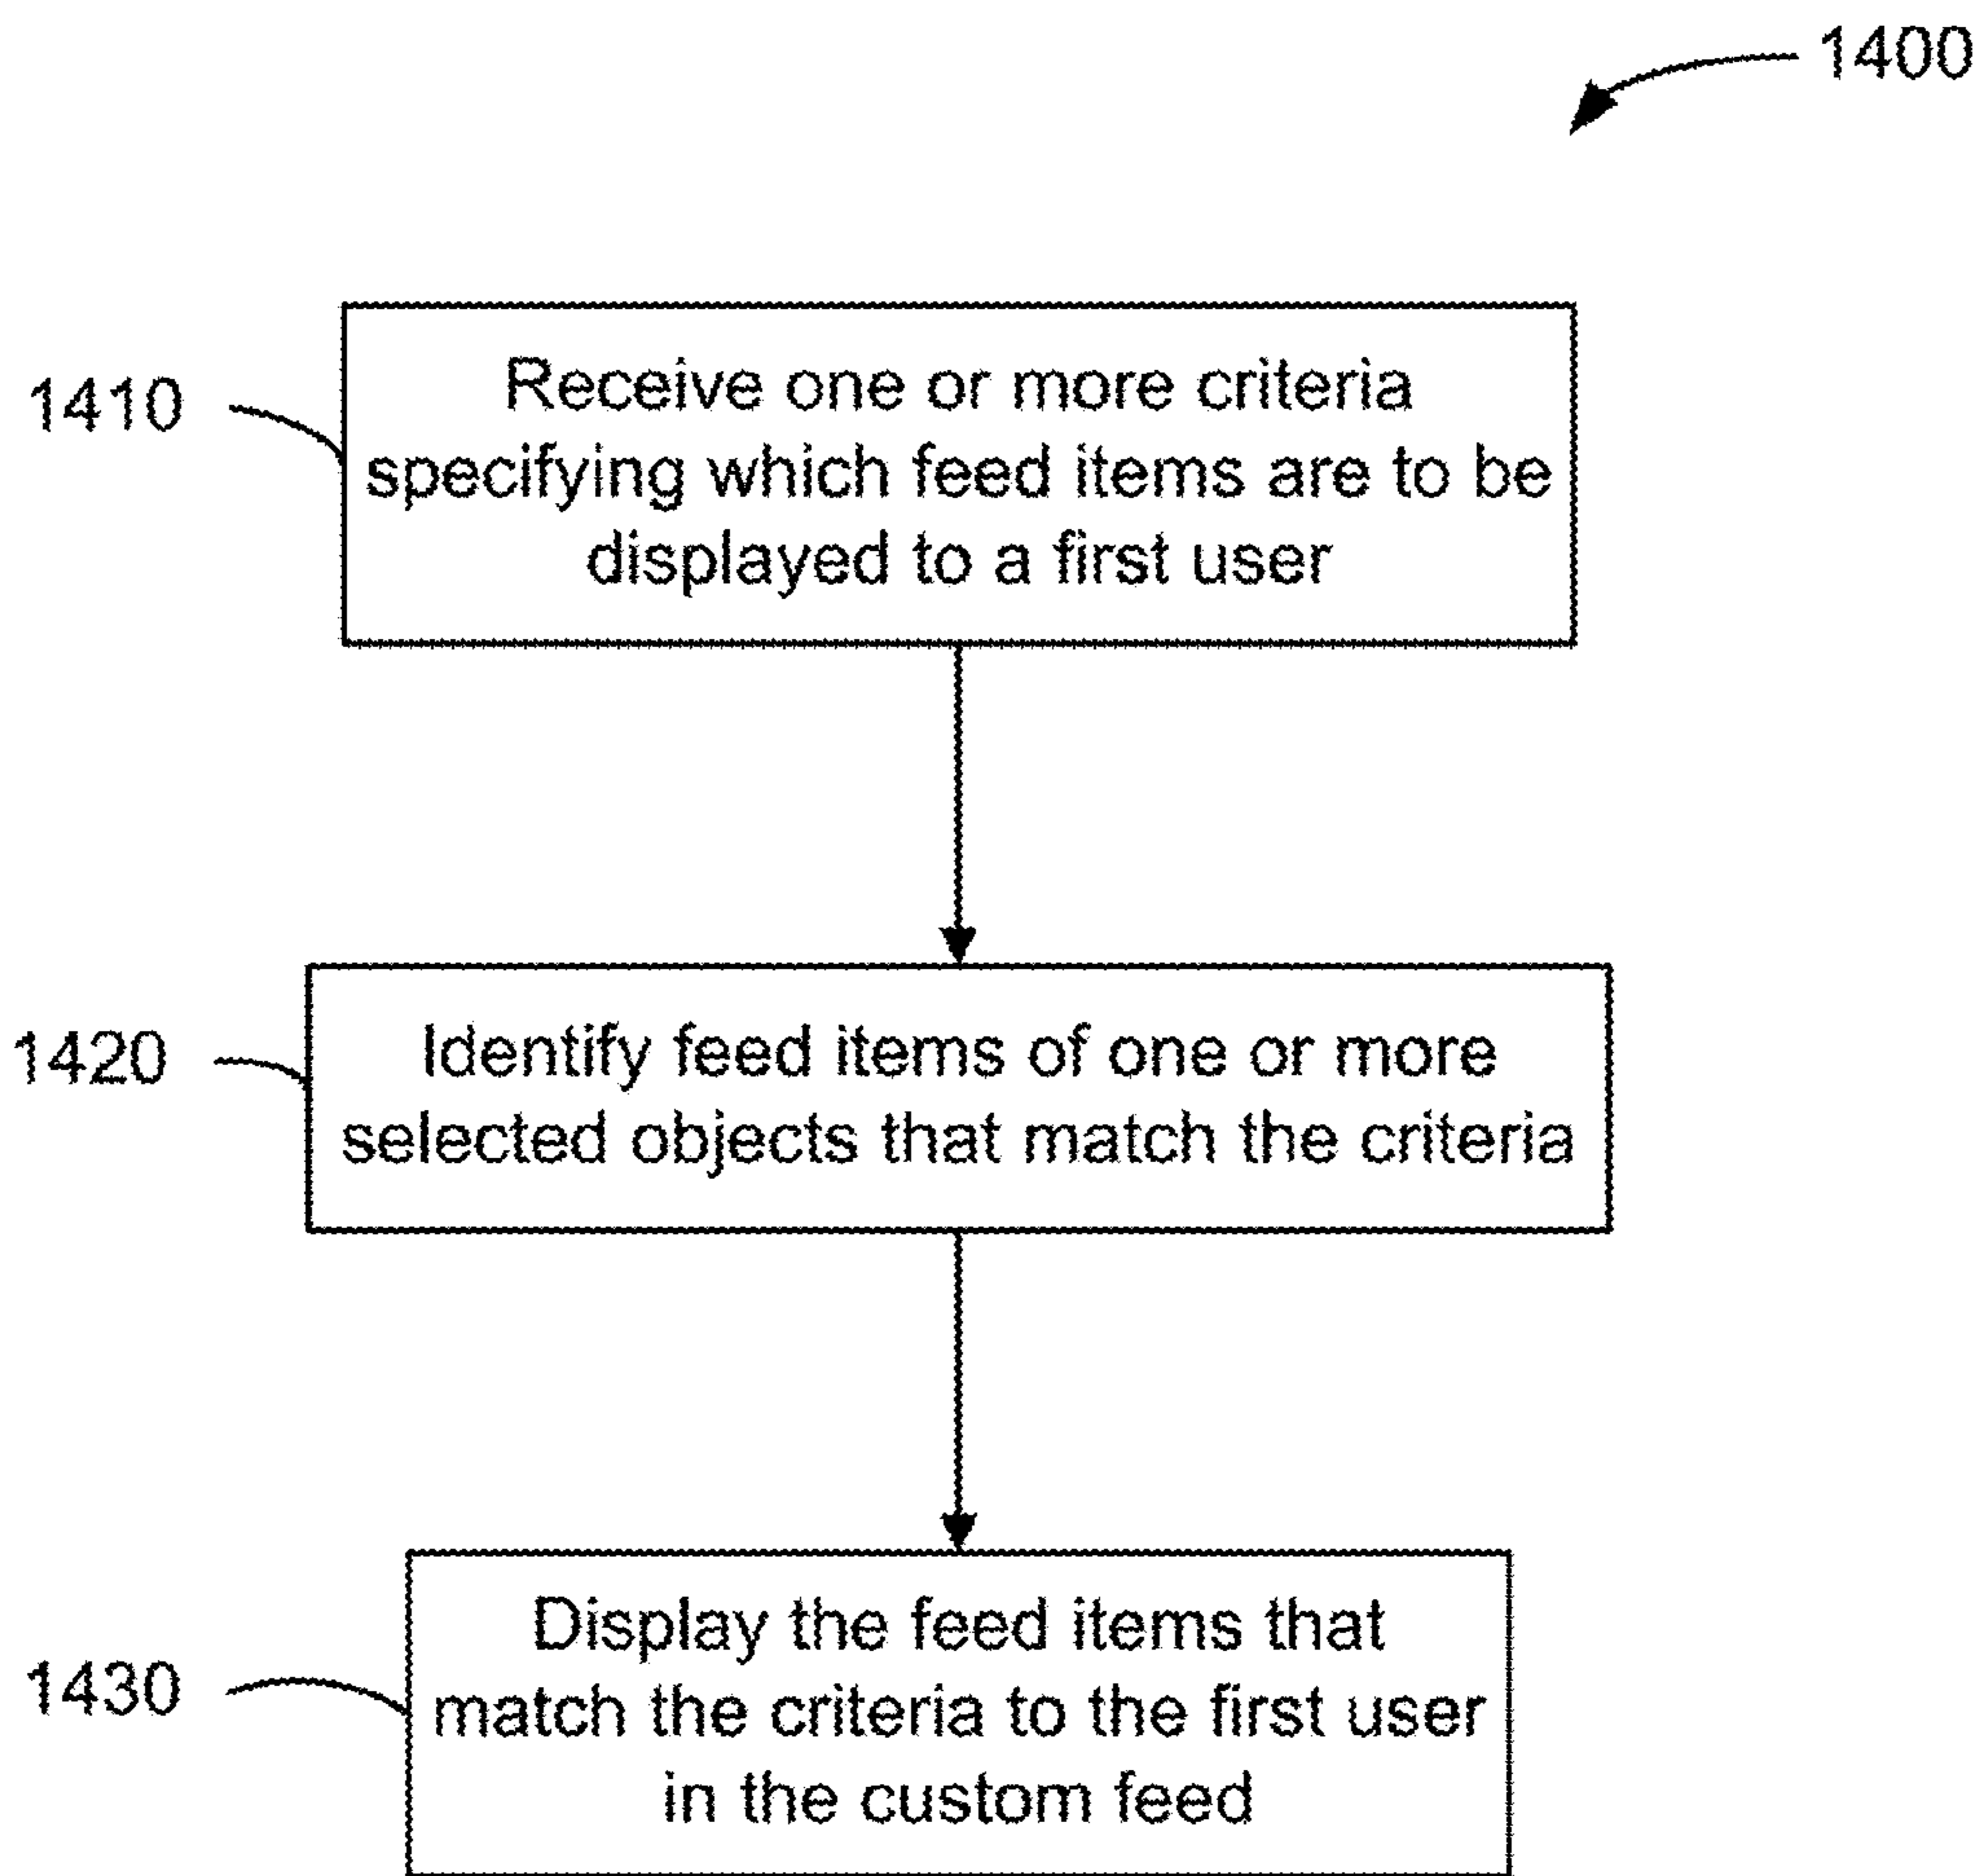 1400
1410
Receive one or more criteria
specifying which feed items are to be
displayed to a first user
1420
Identify feed items of one or more
selected objects that match the criteria
1430
Display the feed items that
match the criteria to the first user
in the custom feed